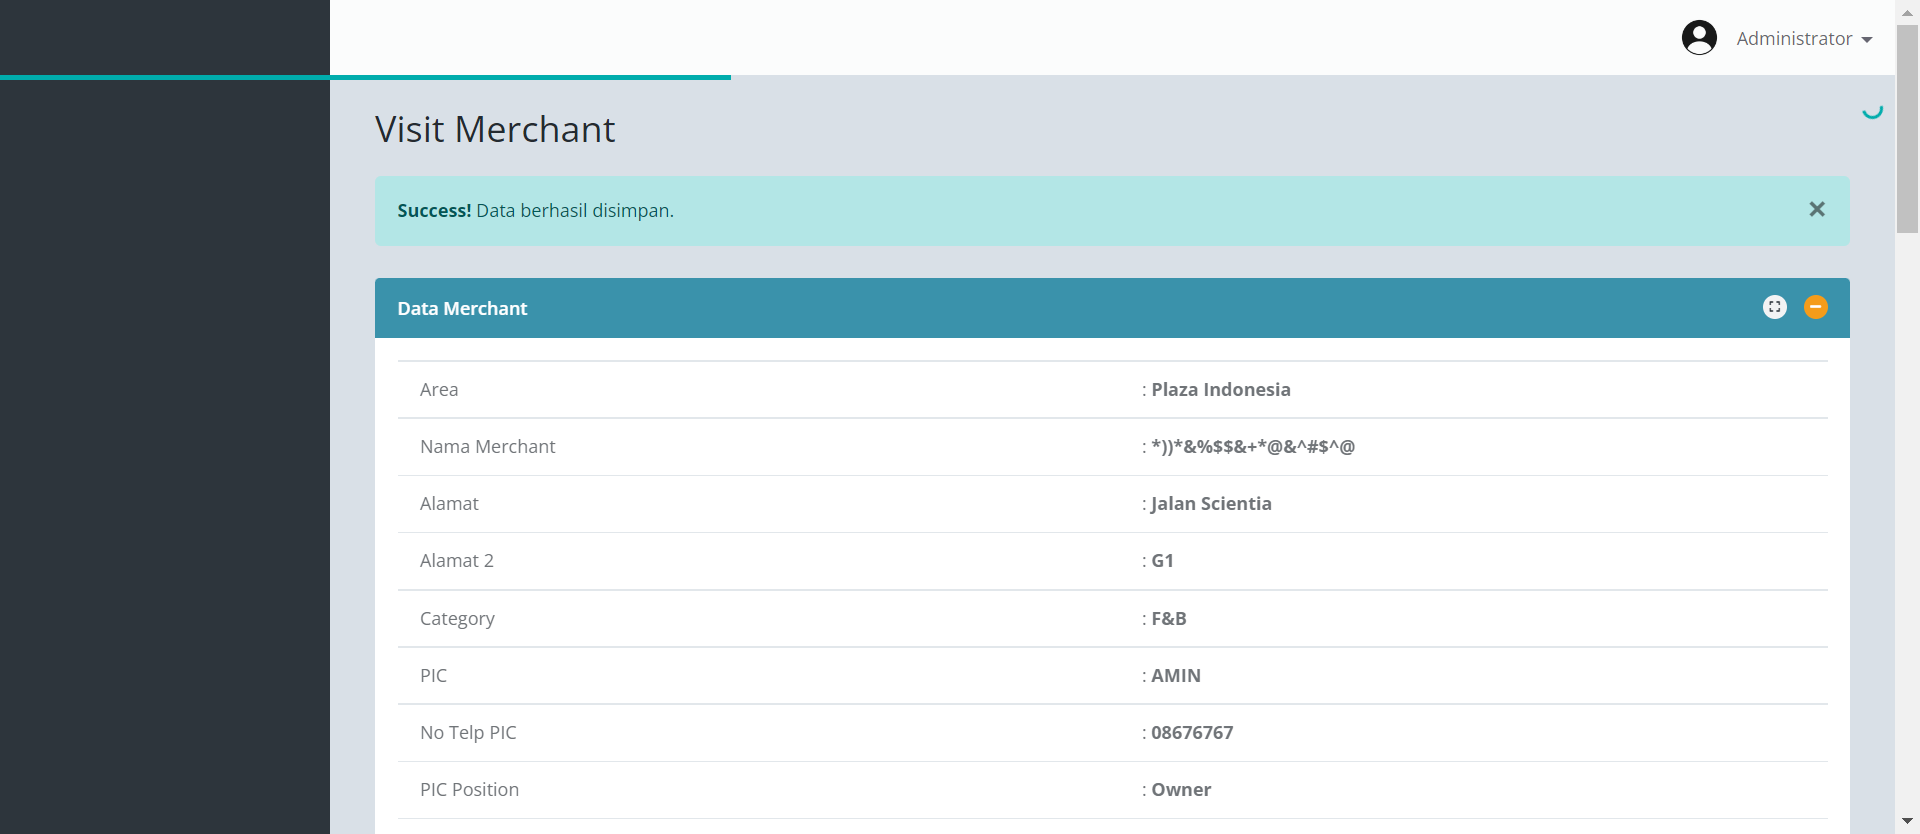 Administrator
Visit Merchant
Success! Data berhasil disimpan.
Data Merchant
Area : Plaza Indonesia
Nama Merchant : *))*&%$$&+*@&^#$^@
Alamat : Jalan Scientia
Alamat 2 : G1
Category : F&B
PIC : AMIN
No Telp PIC : 08676767
PIC Position : Owner